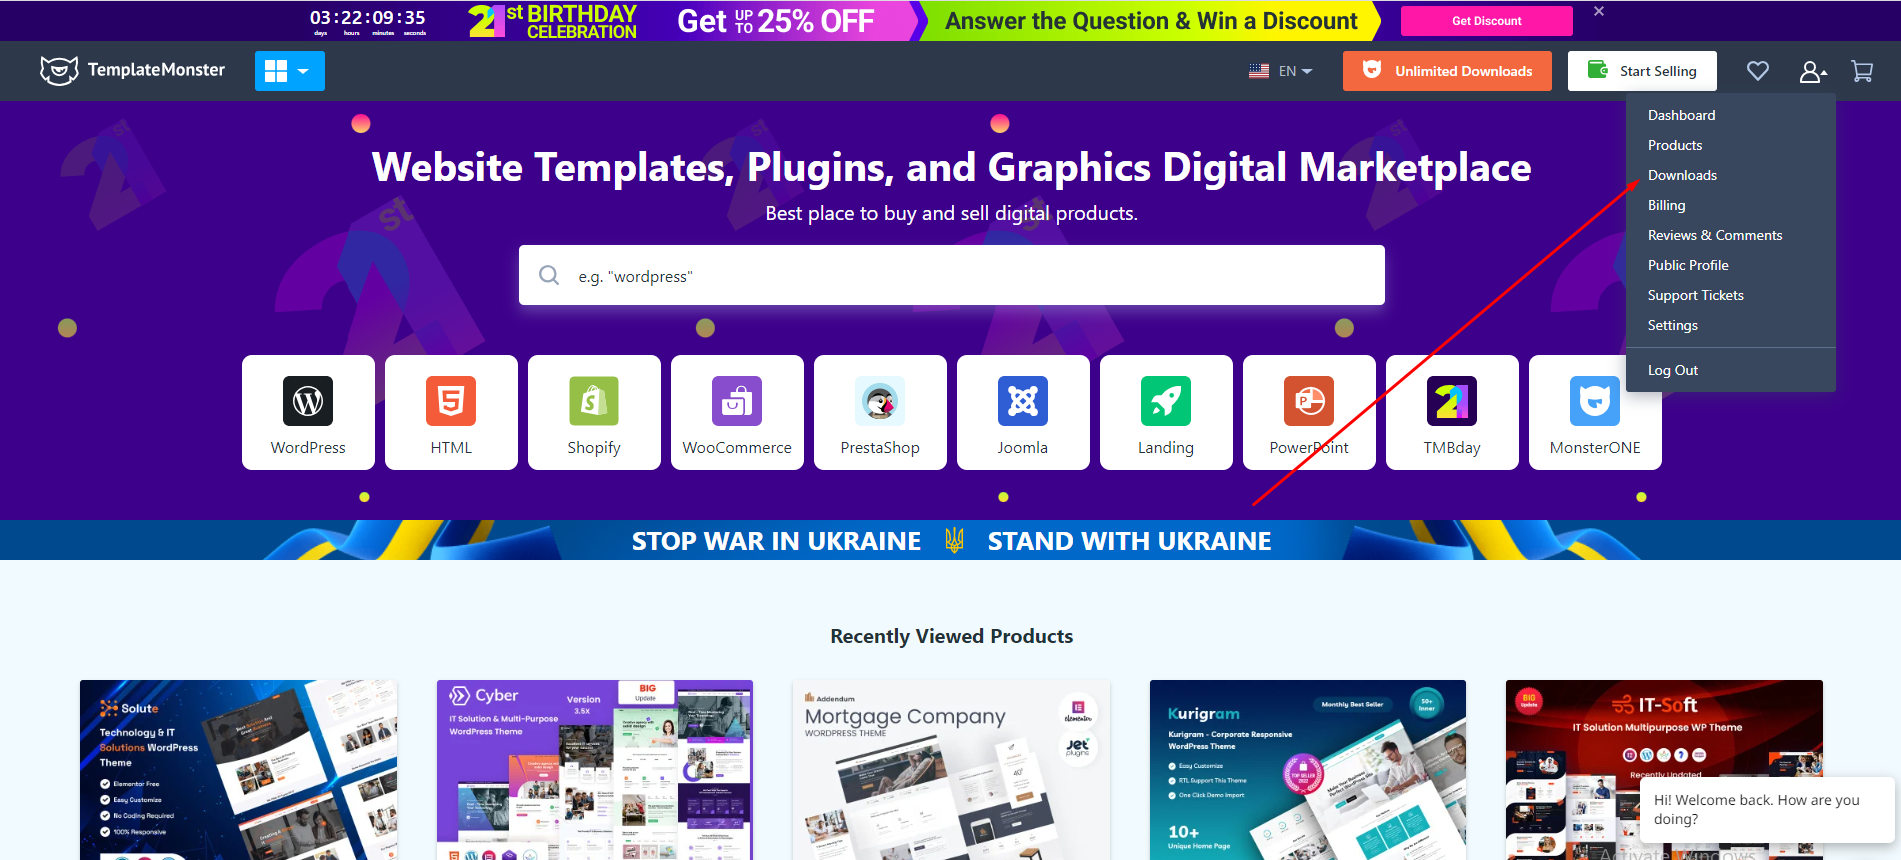 03:22:09:35
days hours minutes seconds
21st BIRTHDAY
CELEBRATION
Get UP TO 25% OFF
Answer the Question & Win a Discount
Get Discount
TemplateMonster
EN
Unlimited Downloads
Start Selling
Dashboard
Products
Downloads
Billing
Reviews & Comments
Public Profile
Support Tickets
Settings
Log Out
Website Templates, Plugins, and Graphics Digital Marketplace
Best place to buy and sell digital products.
e.g. "wordpress"
WordPress
HTML
Shopify
WooCommerce
PrestaShop
Joomla
Landing
PowerPoint
TMBday
MonsterONE
STOP WAR IN UKRAINE
STAND WITH UKRAINE
Recently Viewed Products
Solute
Technology & IT
Solutions WordPress
Theme
Elementor Free
Easy Customize
No Coding Required
100% Responsive
Cyber
Version
3.5X
BIG
Update
IT Solution & Multi-Purpose
WordPress Theme
Addendum
Mortgage Company
WORDPRESS THEME
elementor
Jet
plugins
Kurigram
Monthly Best Seller
50+
Inner
Kurigram - Corporate Responsive
WordPress Theme
Easy Customize
RTL Support This Theme
One Click Demo Import
TOP SELLER
2022
10+
Unique Home Page
BIG
Update
IT-Soft
IT Solution Multipurpose WP Theme
Recently Updated
Hi! Welcome back. How are you
doing?
Activate Windows